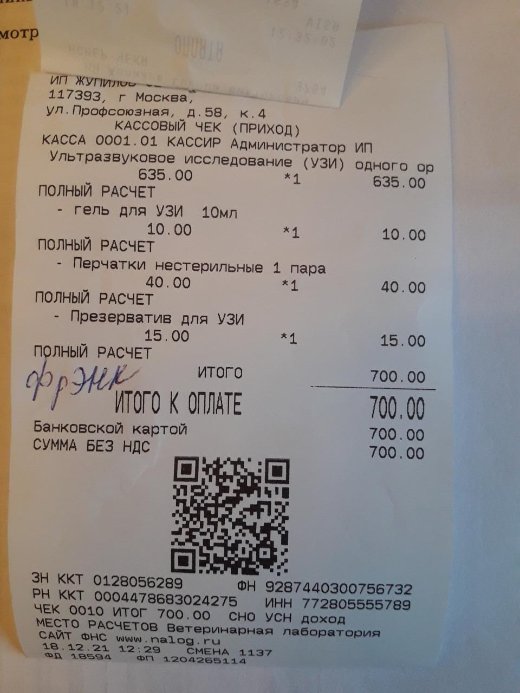 мотр
ИП ЖУПИЛОВ
117393, г Москва,
ул.Профсоюзная, д.58, к.4
КАССОВЫЙ ЧЕК (ПРИХОД)
КАССА 0001.01 КАССИР Администратор ИП
Ультразвуковое исследование (УЗИ) одного ор
635.00 *1 635.00
ПОЛНЫЙ РАСЧЕТ
- гель для УЗИ 10мл
10.00 *1 10.00
ПОЛНЫЙ РАСЧЕТ
- Перчатки нестерильные 1 пара
40.00 *1 40.00
ПОЛНЫЙ РАСЧЕТ
- Презерватив для УЗИ
15.00 *1 15.00
ПОЛНЫЙ РАСЧЕТ
ИТОГО 700.00
Фрэнк
ИТОГО К ОПЛАТЕ 700.00
Банковской картой 700.00
СУММА БЕЗ НДС 700.00
ЗН ККТ 0128056289 ФН 9287440300756732
РН ККТ 0004478683024275 ИНН 772805555789
ЧЕК 0010 ИТОГ 700.00 СНО УСН доход
МЕСТО РАСЧЕТОВ Ветеринарная лаборатория
САЙТ ФНС www.nalog.ru
18.12.21 12:29 СМЕНА 1137
ФД 18594 ФП 1204265114